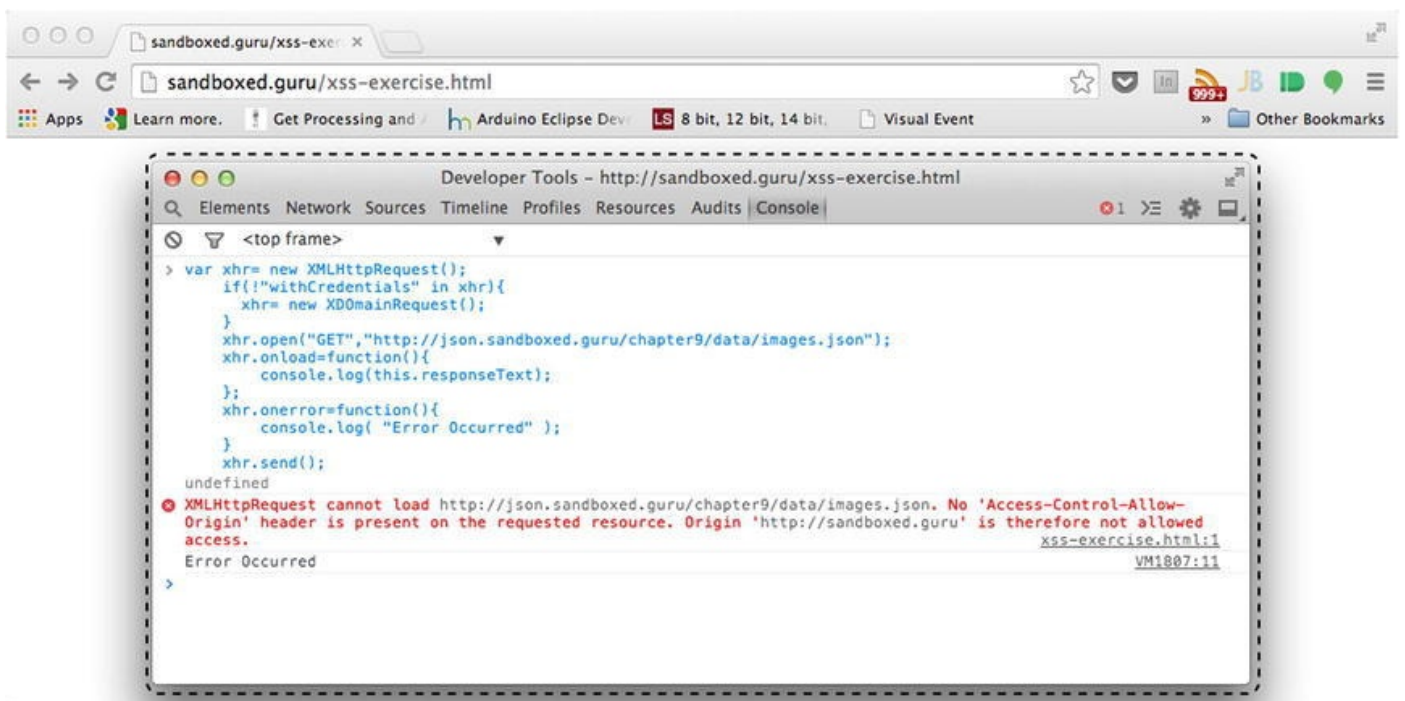 sandboxed.guru/xss-exer
sandboxed.guru/xss-exercise.html
In
999+
JB
Apps
Learn more.
Get Processing and
Arduino Eclipse Dev
LS
8 bit, 12 bit, 14 bit,
Visual Event
»
Other Bookmarks
Developer Tools - http://sandboxed.guru/xss-exercise.html
Elements Network Sources Timeline Profiles Resources Audits Console
1
<top frame>
> var xhr= new XMLHttpRequest();
if(!"withCredentials" in xhr){
xhr= new XDOmainRequest();
}
xhr.open("GET","http://json.sandboxed.guru/chapter9/data/images.json");
xhr.onload=function(){
console.log(this.responseText);
};
xhr.onerror=function(){
console.log( "Error Occurred" );
}
xhr.send();
undefined
XMLHttpRequest cannot load http://json.sandboxed.guru/chapter9/data/images.json. No 'Access-Control-Allow-
Origin' header is present on the requested resource. Origin 'http://sandboxed.guru' is therefore not allowed
access. xss-exercise.html:1
Error Occurred VM1807:11
>